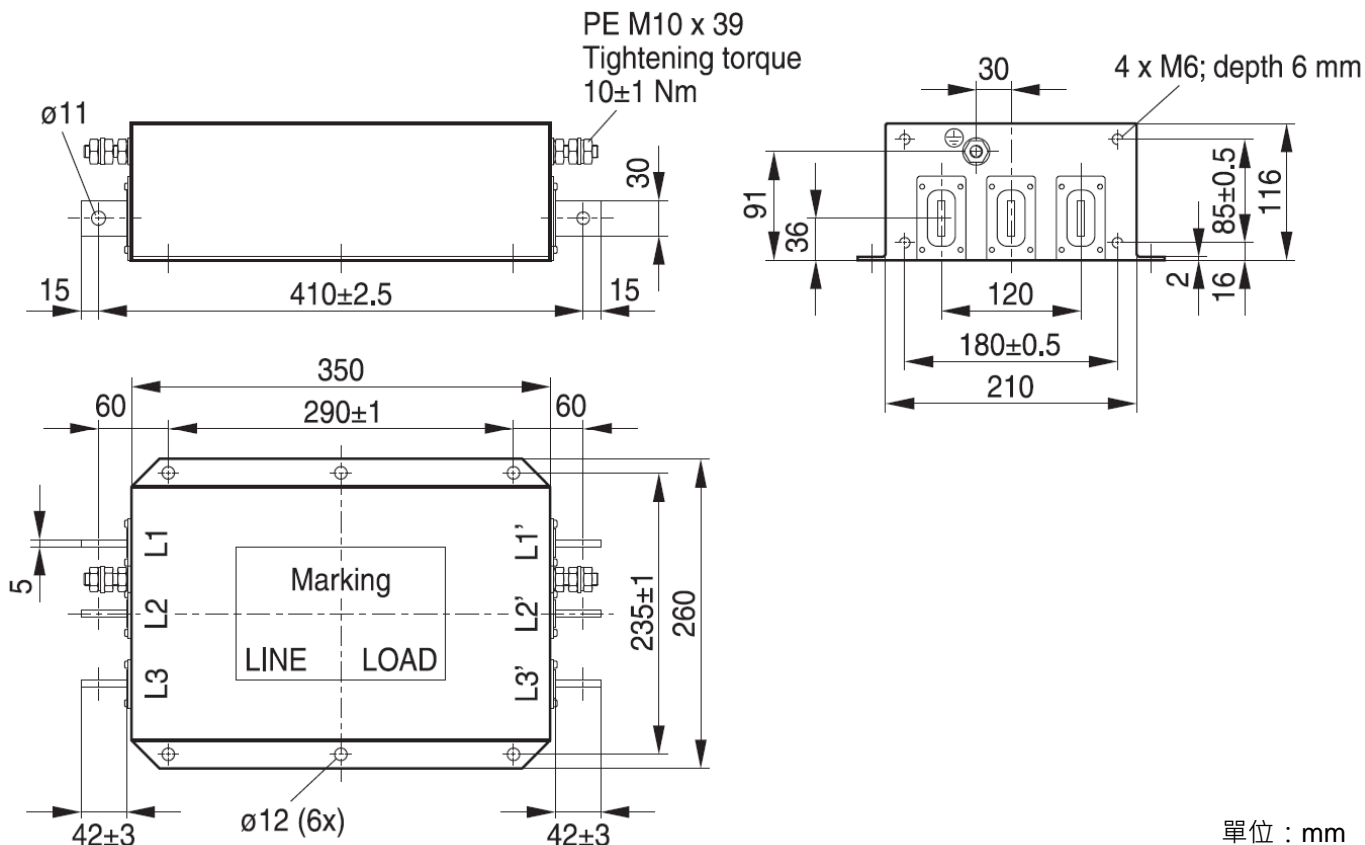 PE M10 x 39
Tightening torque
10±1 Nm
ø11
30
15
410±2.5
15
30
4 x M6; depth 6 mm
91
36
85±0.5
116
2
16
120
180±0.5
210
350
60
290±1
60
5
L1
L2
L3
L1’
L2’
L3’
Marking
LINE LOAD
235±1
260
42±3
ø12 (6x)
42±3
單位：mm